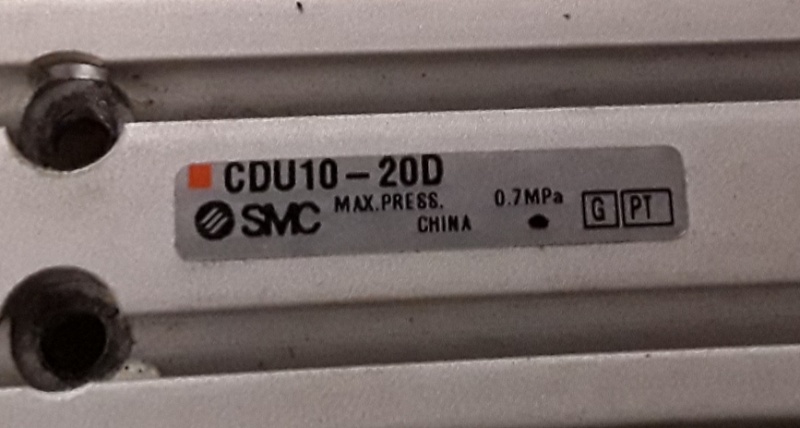 CDU10-20D
SMC MAX.PRESS. 0.7MPa G PT
CHINA